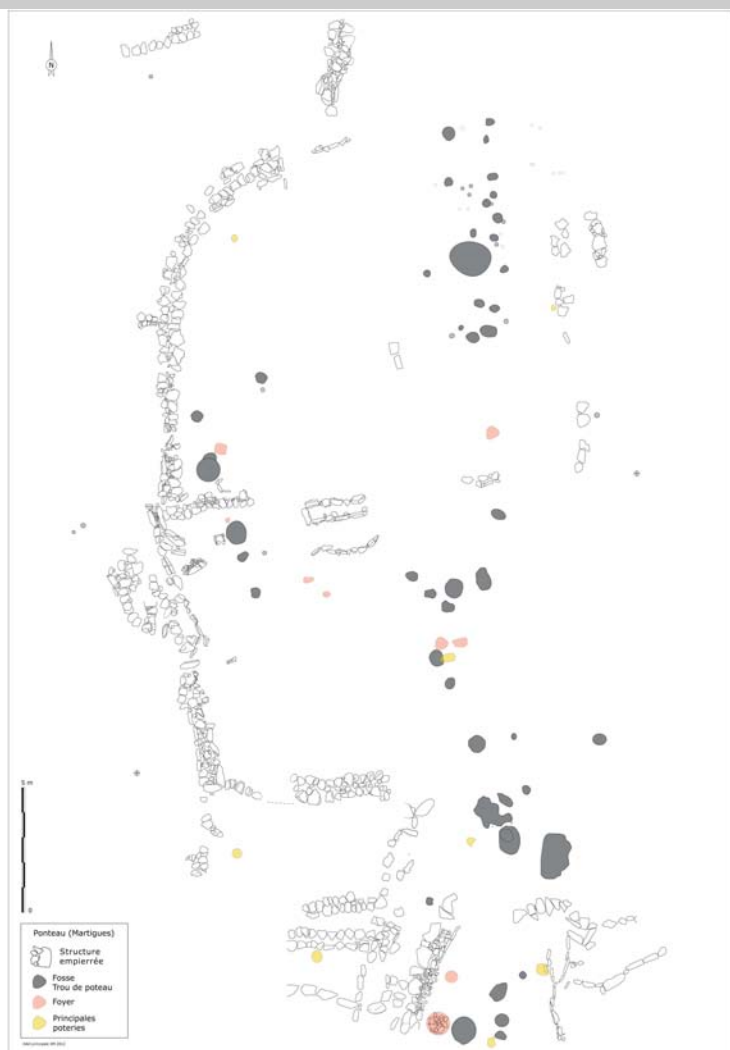 N
5 m
0
Ponteau (Martigues)
Structure
empierrée
Fosse
Trou de poteau
Foyer
Principales
poteries